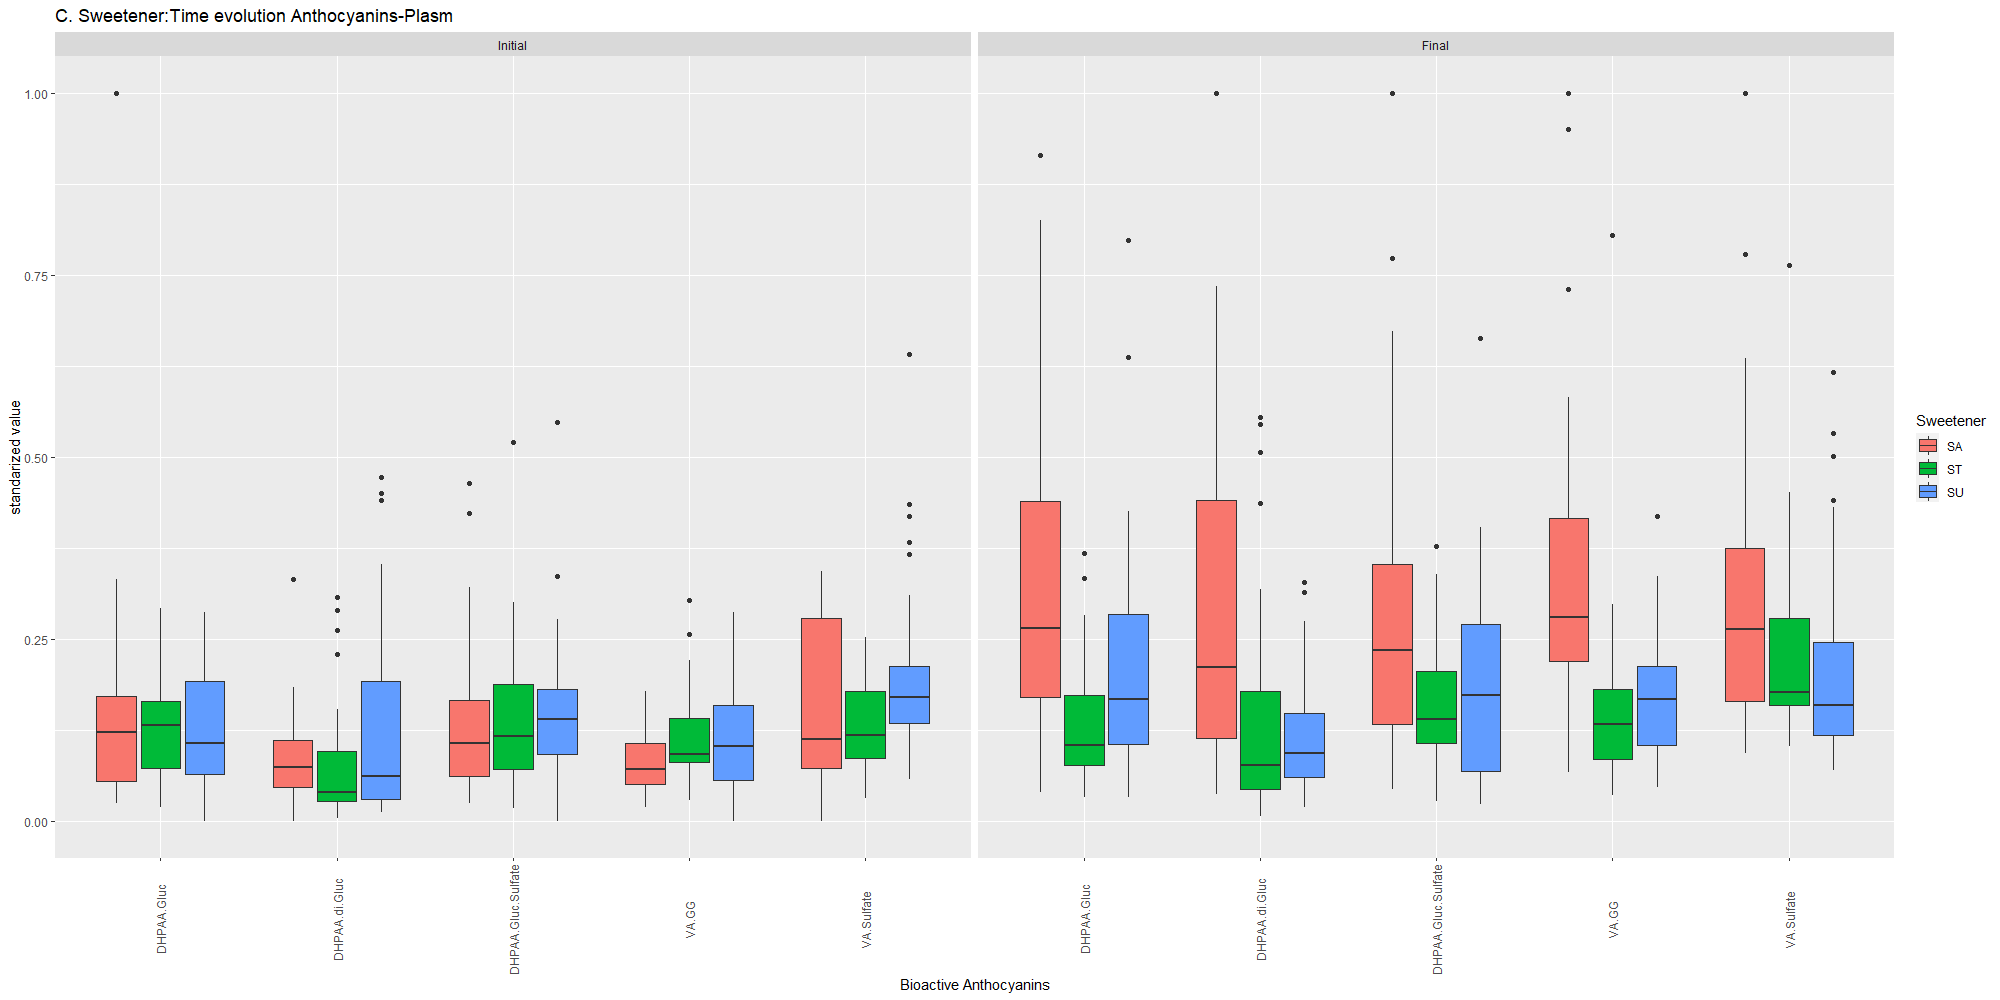 C. Sweetener:Time evolution Anthocyanins-Plasm
Initial
Final
standarized value
1.00
0.75
0.50
0.25
0.00
DHPAA.Gluc
DHPAA.di.Gluc
DHPAA.Gluc.Sulfate
VA.GG
VA.Sulfate
DHPAA.Gluc
DHPAA.di.Gluc
DHPAA.Gluc.Sulfate
VA.GG
VA.Sulfate
Bioactive Anthocyanins
Sweetener
SA
ST
SU